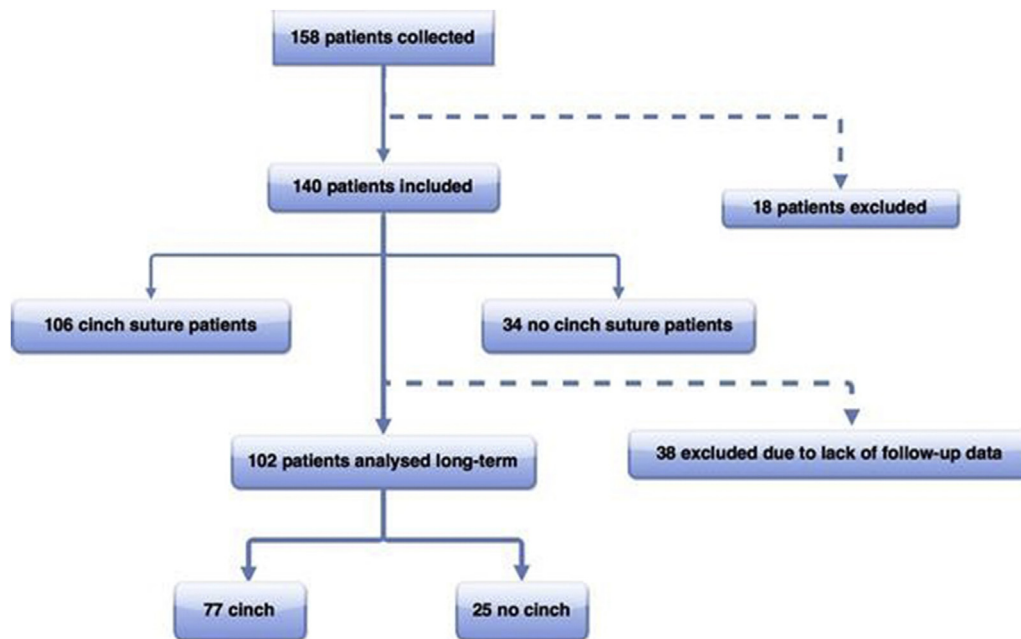 158 patients collected
140 patients included
18 patients excluded
106 cinch suture patients
34 no cinch suture patients
102 patients analysed long-term
38 excluded due to lack of follow-up data
77 cinch
25 no cinch